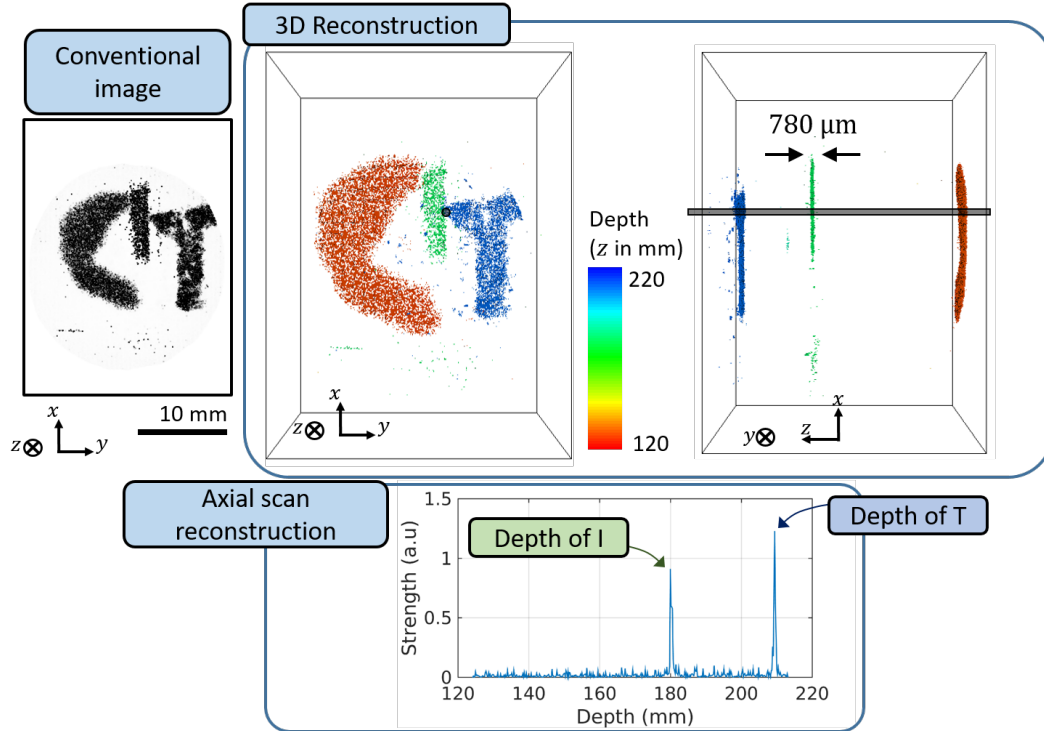 3D Reconstruction
Conventional
image
CIT
x
z
y
10 mm
x
z
y
Depth
(z in mm)
220
120
780 μm
x
y
z
Axial scan
reconstruction
1.5
1
0.5
0
Strength (a.u)
120
140
160
180
200
220
Depth (mm)
Depth of I
Depth of T